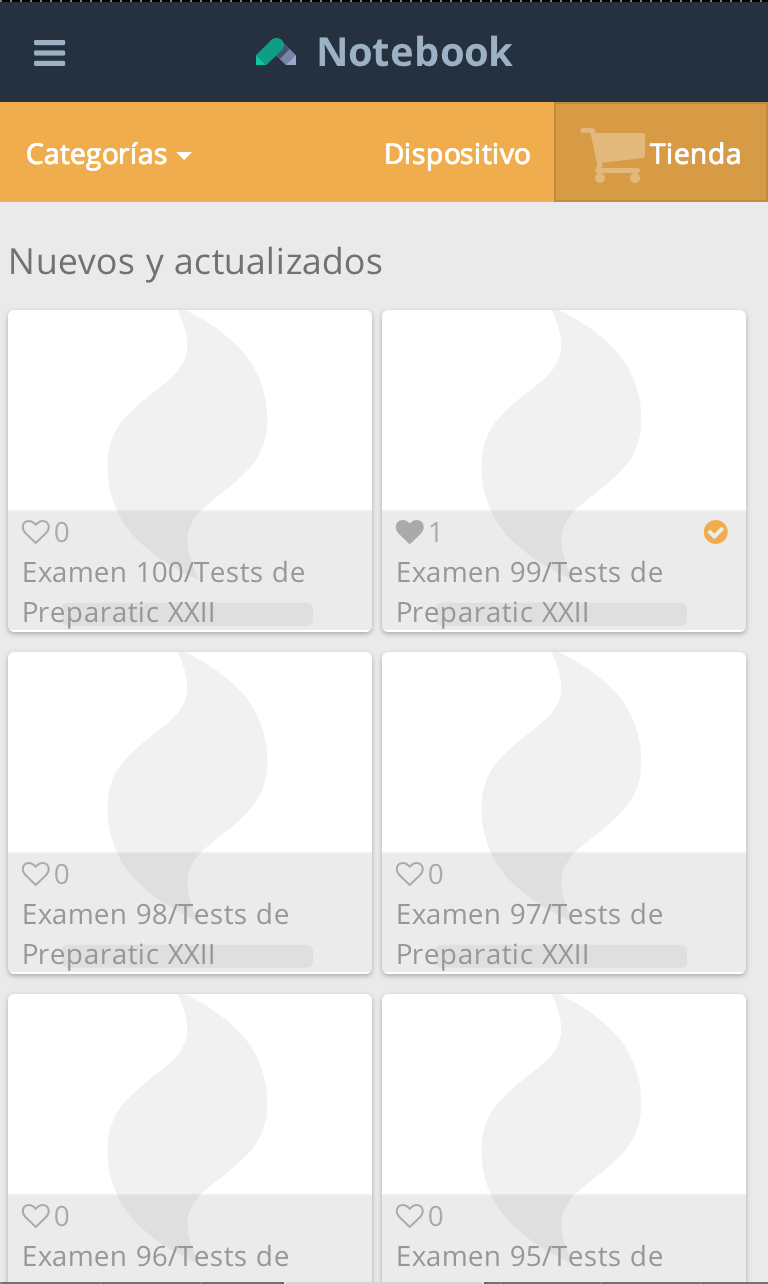 Notebook
Categorías
Dispositivo
Tienda
Nuevos y actualizados
0
Examen 100/Tests de
Preparatic XXII
1
Examen 99/Tests de
Preparatic XXII
0
Examen 98/Tests de
Preparatic XXII
0
Examen 97/Tests de
Preparatic XXII
0
Examen 96/Tests de
0
Examen 95/Tests de